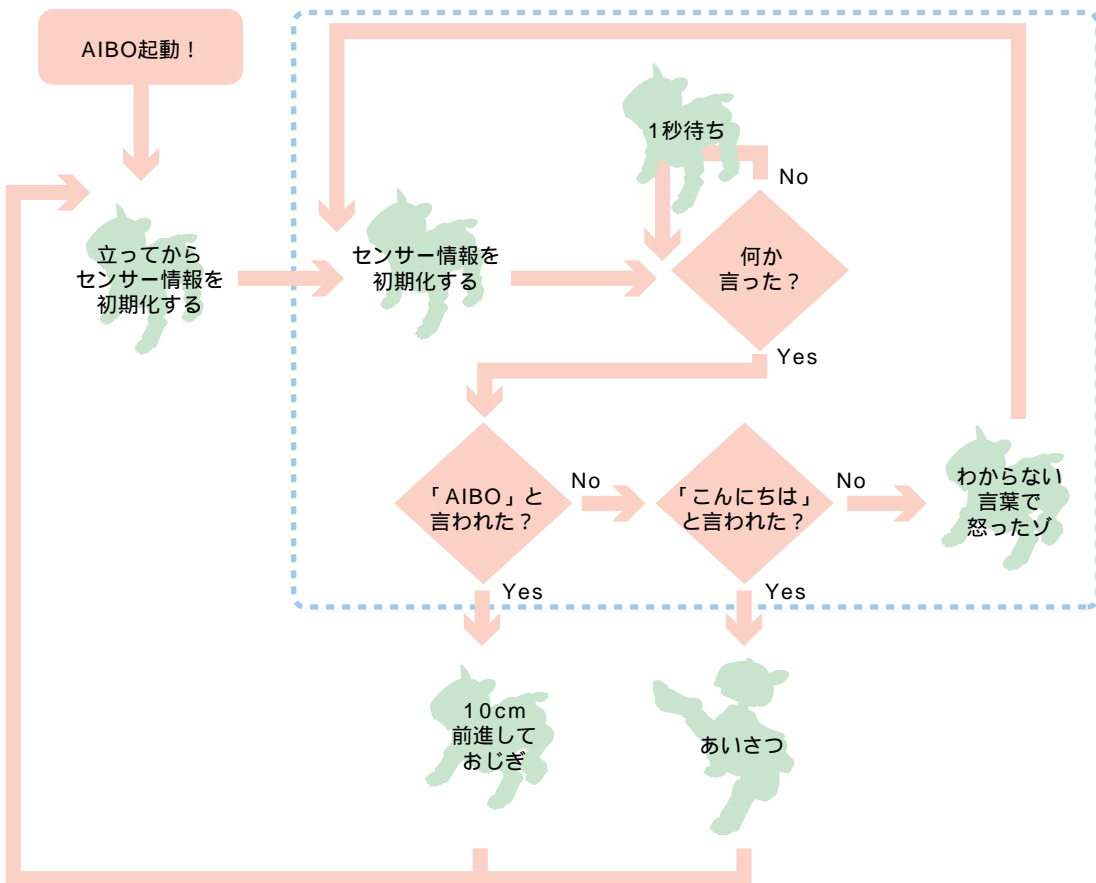 AIBO起動！
1秒待ち
No
立ってから
センサー情報を
初期化する
センサー情報を
初期化する
何か
言った？
Yes
「AIBO」と
言われた？
No
「こんにちは」
と言われた？
No
わからない
言葉で
怒ったゾ
Yes
Yes
10cm
前進して
おじぎ
あいさつ